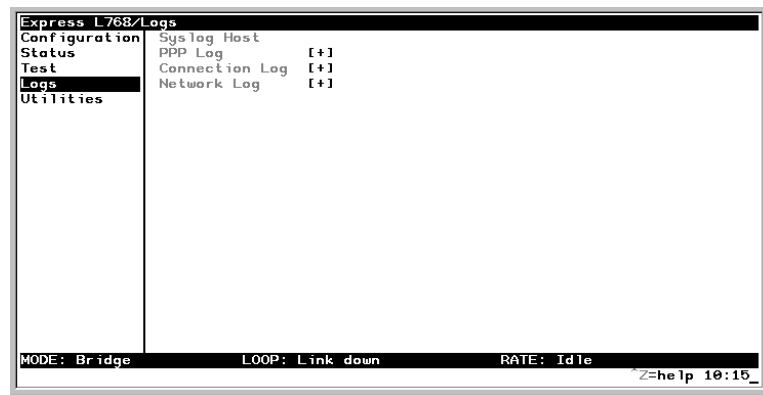 Express L768/Logs
Configuration Syslog Host
Status PPP Log [+]
Test Connection Log [+]
Logs Network Log [+]
Utilities
MODE: Bridge LOOP: Link down RATE: Idle
^Z=help 10:15_